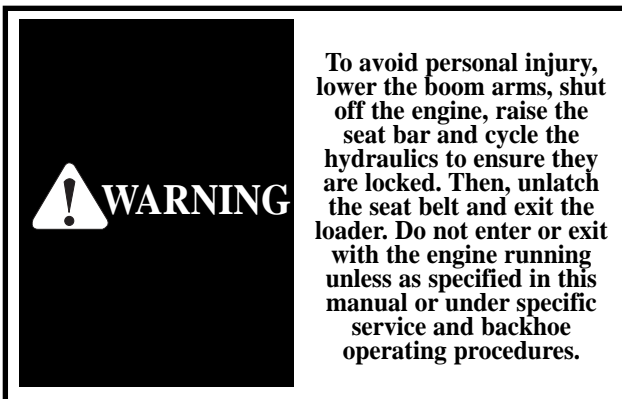 WARNING
To avoid personal injury,
lower the boom arms, shut
off the engine, raise the
seat bar and cycle the
hydraulics to ensure they
are locked. Then, unlatch
the seat belt and exit the
loader. Do not enter or exit
with the engine running
unless as specified in this
manual or under specific
service and backhoe
operating procedures.